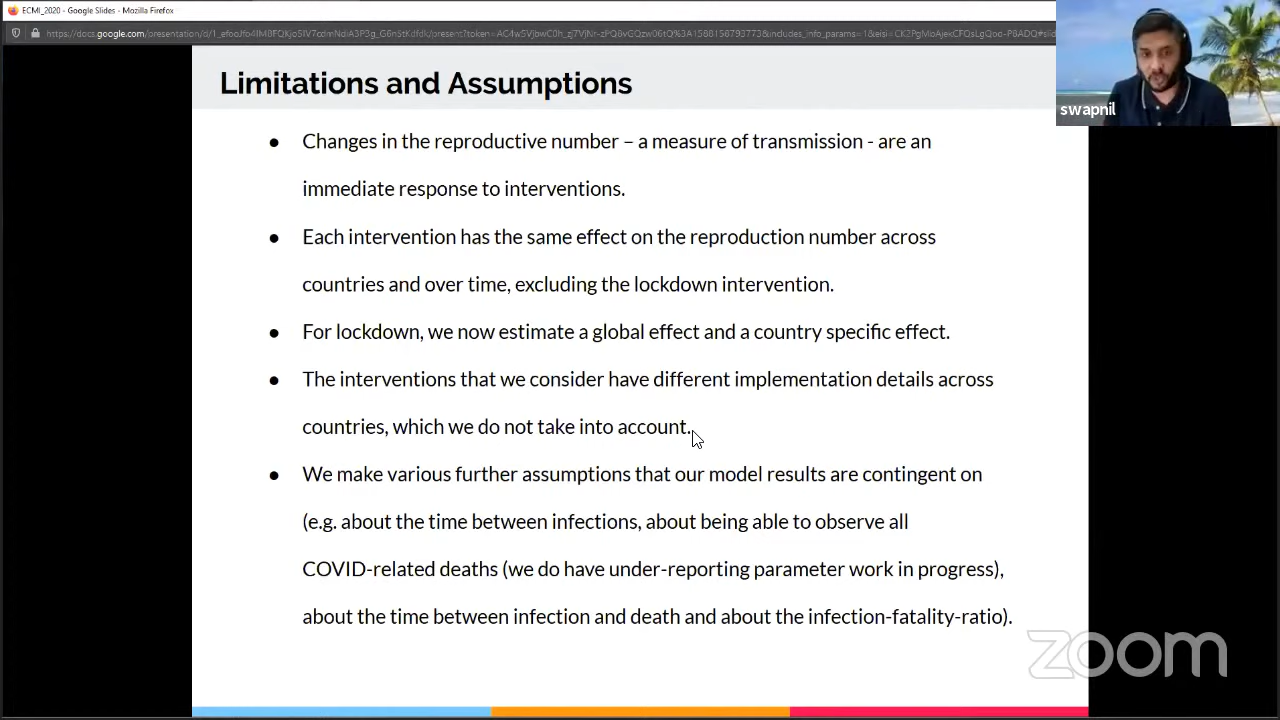 ECMI_2020 - Google Slides - Mozilla Firefox
Limitations and Assumptions
swapnil
● Changes in the reproductive number – a measure of transmission - are an
immediate response to interventions.
● Each intervention has the same effect on the reproduction number across
countries and over time, excluding the lockdown intervention.
● For lockdown, we now estimate a global effect and a country specific effect.
● The interventions that we consider have different implementation details across
countries, which we do not take into account.
● We make various further assumptions that our model results are contingent on
(e.g. about the time between infections, about being able to observe all
COVID-related deaths (we do have under-reporting parameter work in progress),
about the time between infection and death and about the infection-fatality-ratio).
zoom